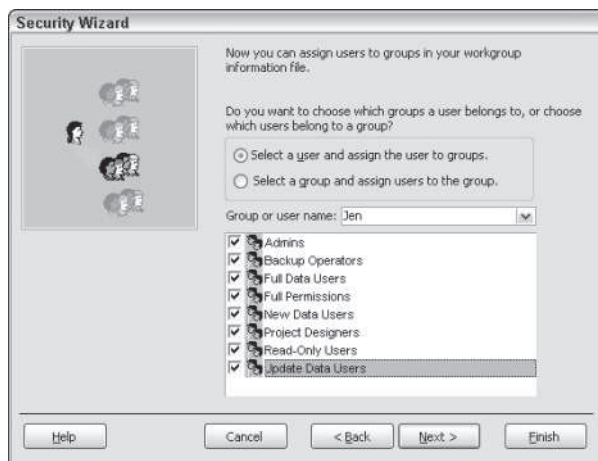 Security Wizard
Now you can assign users to groups in your workgroup
information file.
Do you want to choose which groups a user belongs to, or choose
which users belong to a group?
Select a user and assign the user to groups.
Select a group and assign users to the group.
Group or user name: Jen
Admins
Backup Operators
Full Data Users
Full Permissions
New Data Users
Project Designers
Read-Only Users
Update Data Users
Help Cancel < Back Next > Finish